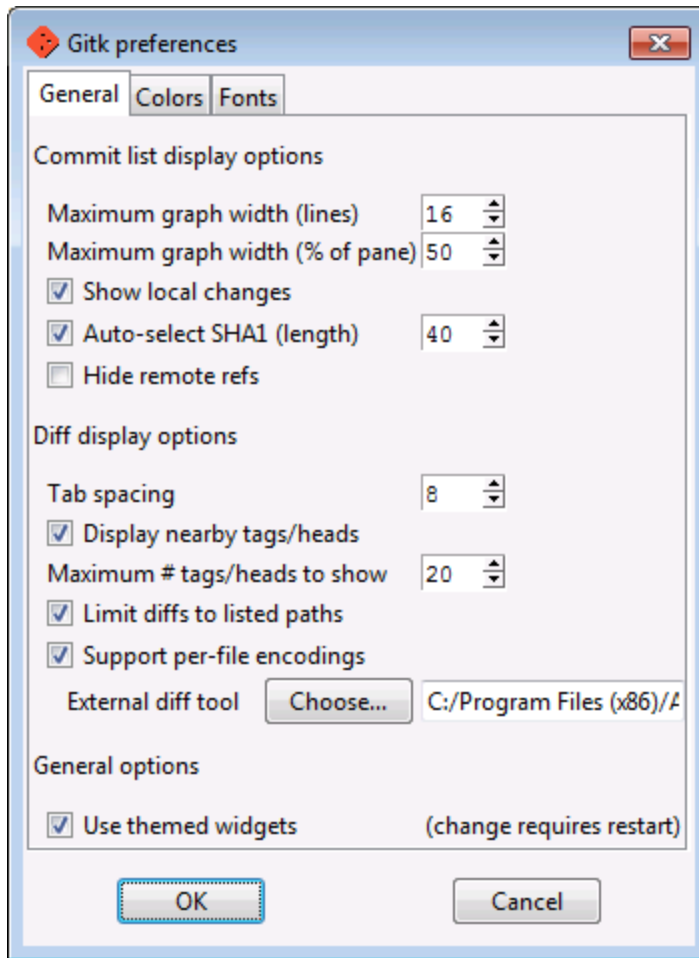 Gitk preferences
General Colors Fonts
Commit list display options
Maximum graph width (lines) 16
Maximum graph width (% of pane) 50
Show local changes
Auto-select SHA1 (length) 40
Hide remote refs
Diff display options
Tab spacing 8
Display nearby tags/heads
Maximum # tags/heads to show 20
Limit diffs to listed paths
Support per-file encodings
External diff tool Choose... C:/Program Files (x86)/A
General options
Use themed widgets (change requires restart)
OK Cancel